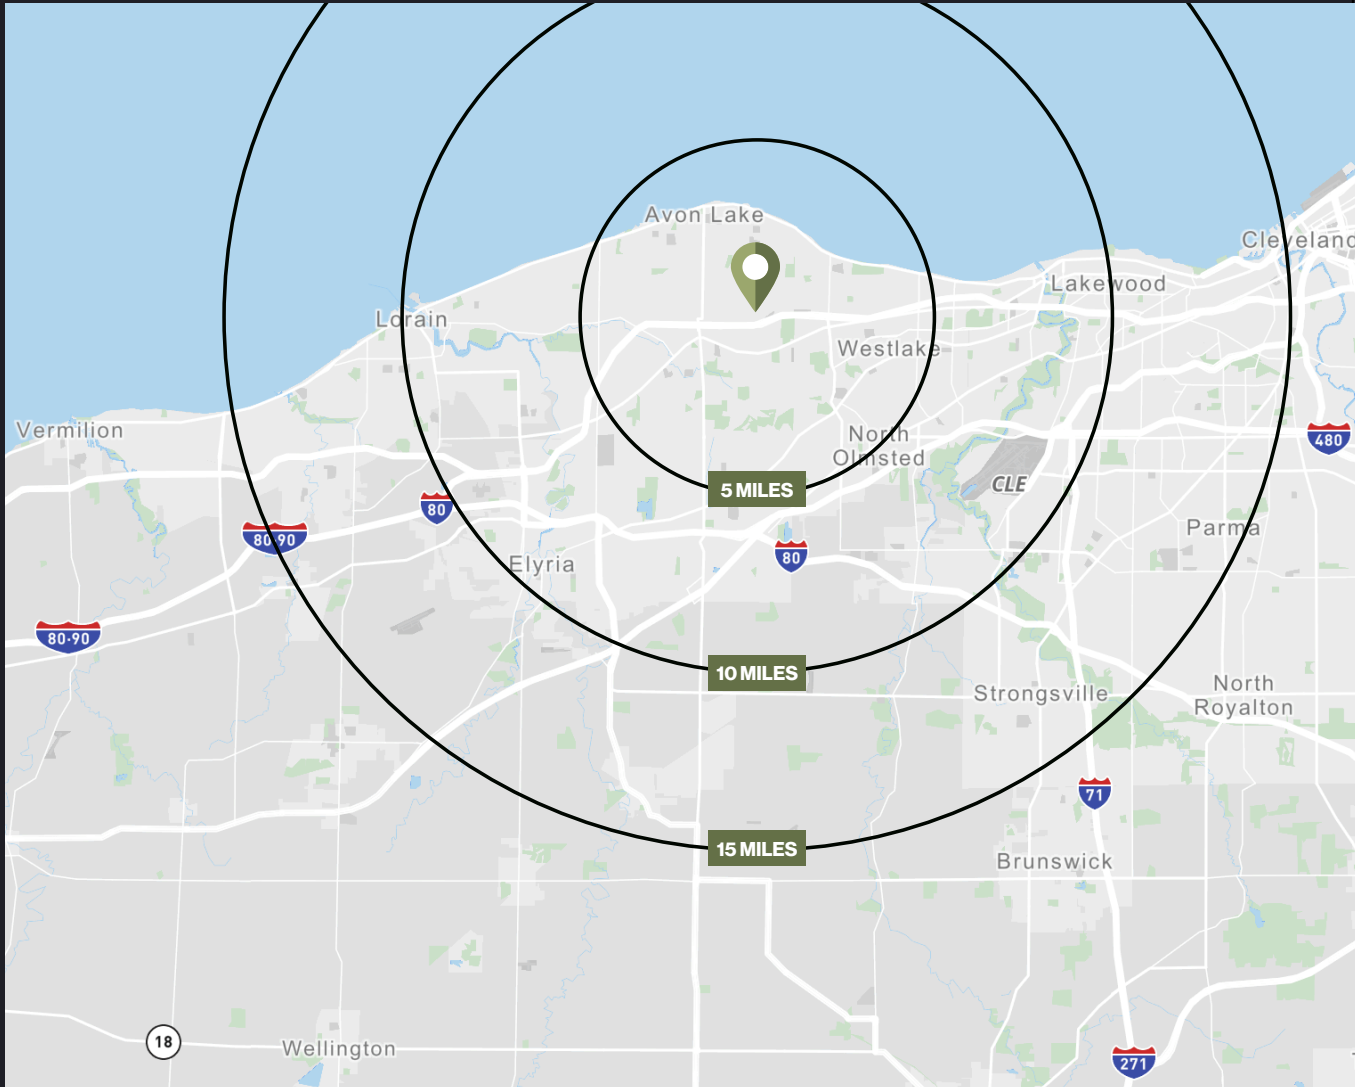 Avon Lake
Cleveland
Lakewood
Lorain
Westlake
Vermilion
North
Olmsted
480
CLE
5 MILES
80
80-90
Parma
80
Elyria
80-90
10 MILES
Strongsville
North
Royalton
71
15 MILES
Brunswick
18
Wellington
271